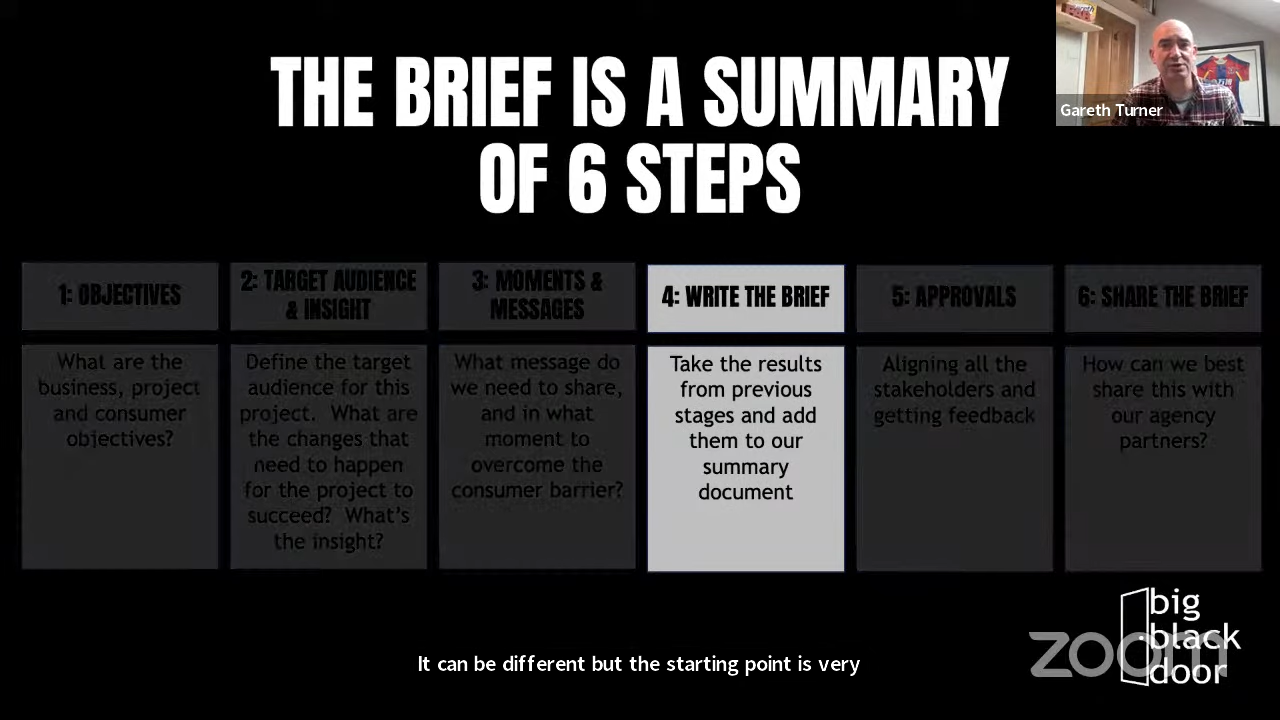 THE BRIEF IS A SUMMARY
OF 6 STEPS
Gareth Turner
1: OBJECTIVES
What are the
business, project
and consumer
objectives?
2: TARGET AUDIENCE
& INSIGHT
Define the target
audience for this
project. What are
the changes that
need to happen
for the project to
succeed? What's
the insight?
3: MOMENTS &
MESSAGES
What message do
we need to share,
and in what
moment to
overcome the
consumer barrier?
4: WRITE THE BRIEF
Take the results
from previous
stages and add
them to our
summary
document
5: APPROVALS
Aligning all the
stakeholders and
getting feedback
6: SHARE THE BRIEF
How can we best
share this with
our agency
partners?
big
black
door
zoom
It can be different but the starting point is very